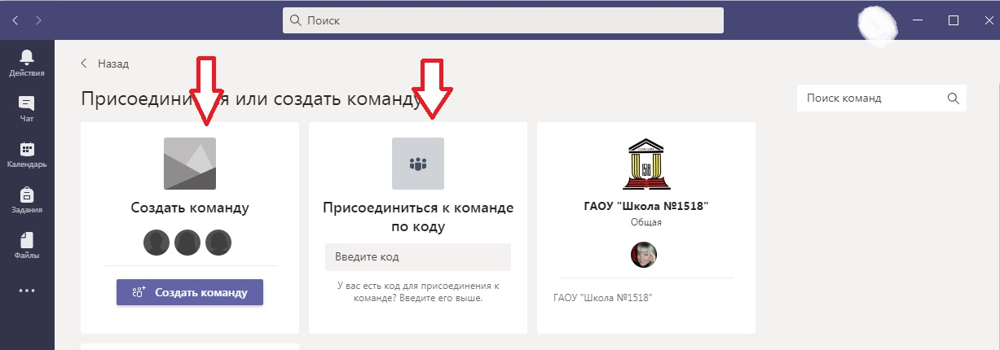 Поиск
Действия
Чат
Календарь
Задания
Файлы
Назад
Присоединиться или создать команду
Поиск команд
Создать команду
Создать команду
Присоединиться к команде
по коду
Введите код
У вас есть код для присоединения к
команде? Введите его выше.
1518
ГАОУ "Школа №1518"
Общая
ГАОУ "Школа №1518"